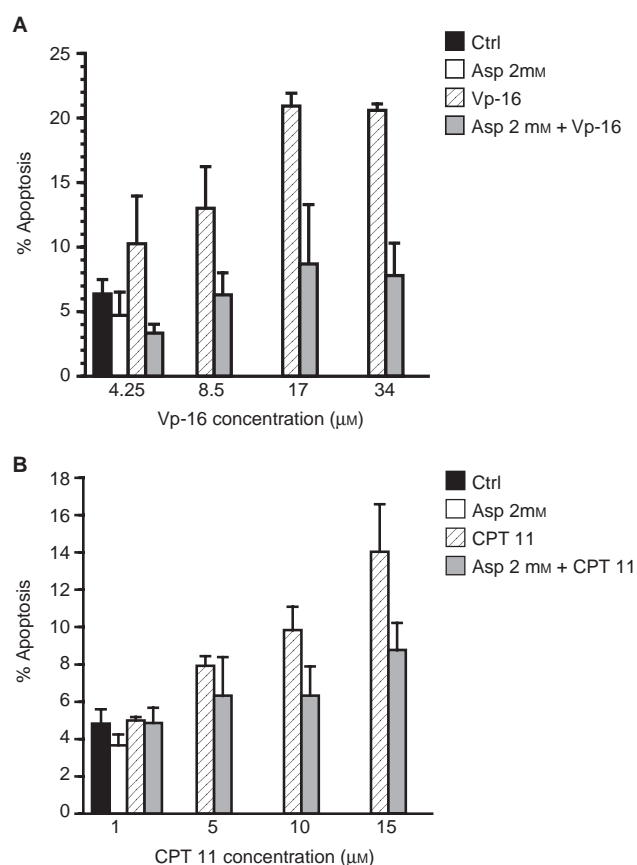 A
25
20
15
10
5
0
% Apoptosis
4.25 8.5 17 34
Vp-16 concentration (µM)
Ctrl
Asp 2mM
Vp-16
Asp 2 mM + Vp-16
B
18
16
14
12
10
8
6
4
2
0
% Apoptosis
1 5 10 15
CPT 11 concentration (µM)
Ctrl
Asp 2mM
CPT 11
Asp 2 mM + CPT 11